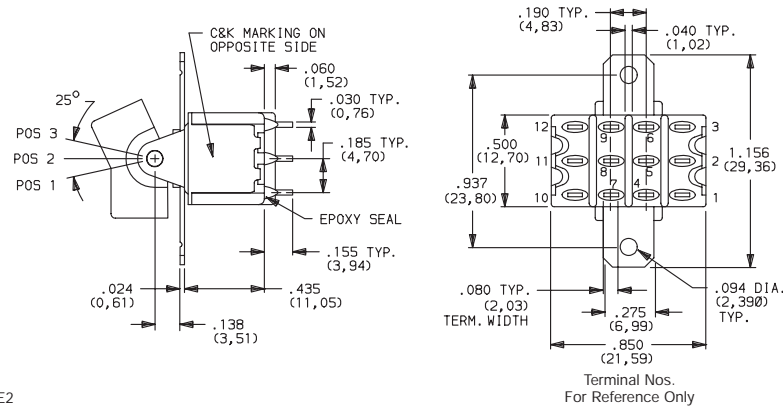 C&K MARKING ON
OPPOSITE SIDE
.060
(1,52)
.030 TYP.
(0,76)
25°
POS 3
POS 2
POS 1
.185 TYP.
(4,70)
EPOXY SEAL
.155 TYP.
(3,94)
.024
(0,61)
.435
(11,05)
.138
(3,51)
.190 TYP.
(4,83)
.040 TYP.
(1,02)
12
9
6
3
.500
(12,70)
11
8
5
2
1.156
(29,36)
.937
(23,80)
10
7
4
1
.080 TYP.
(2,03)
TERM. WIDTH
.275
(6,99)
.094 DIA.
(2,390)
TYP.
.850
(21,59)
Terminal Nos.
For Reference Only
E2